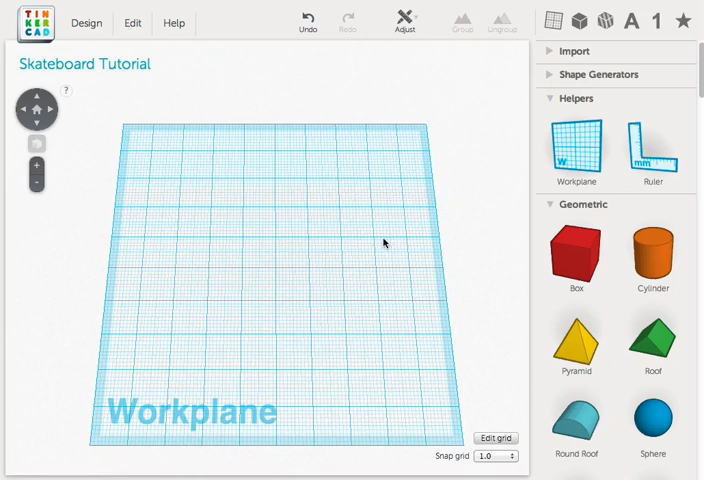 TIN
KER
CAD
Design Edit Help
Undo Redo Adjust Group Ungroup
A 1
Skateboard Tutorial
?
+
-
Workplane
Edit grid
Snap grid 1.0
Import
Shape Generators
Helpers
W mm
Workplane Ruler
Geometric
Box Cylinder
Pyramid Roof
Round Roof Sphere